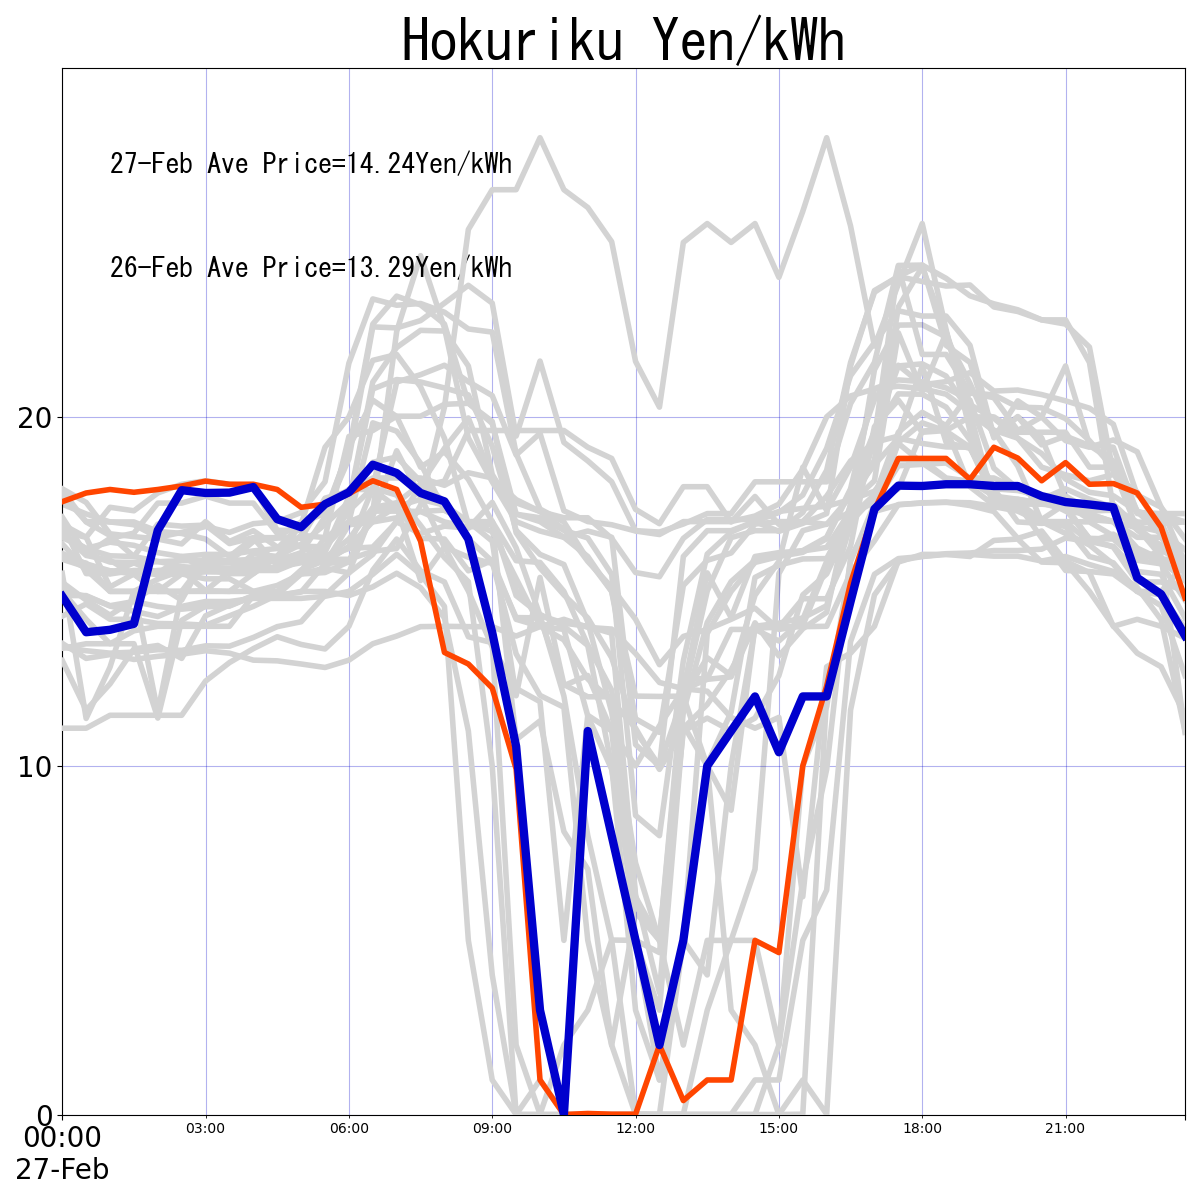 Hokuriku Yen/kWh
27-Feb Ave Price=14.24Yen/kWh
26-Feb Ave Price=13.29Yen/kWh
20
10
0
00:00 03:00 06:00 09:00 12:00 15:00 18:00 21:00
27-Feb